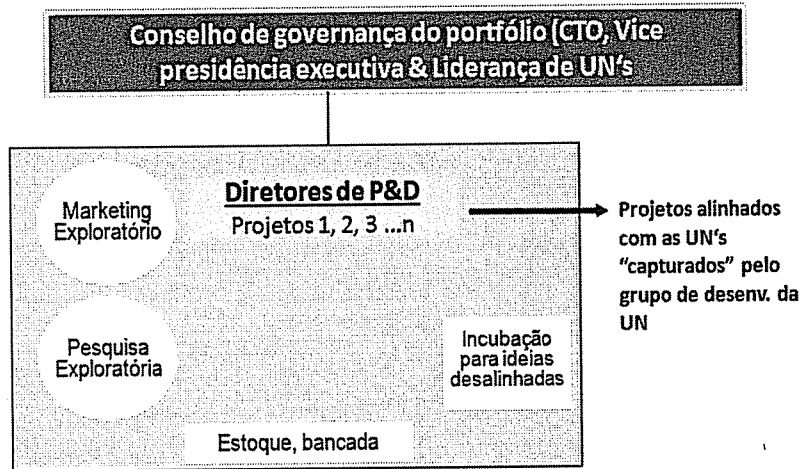 Conselho de governança do portfólio (CTO, Vice
presidência executiva & Liderança de UN‘s
Marketing
Exploratório
Diretores de P&D
Projetos 1, 2, 3 ...n
Projetos alinhados
com as UN’s
“capturados” pelo
grupo de desenv. da
UN
Pesquisa
Exploratória
Incubação
para ideias
desalinhadas
Estoque, bancada